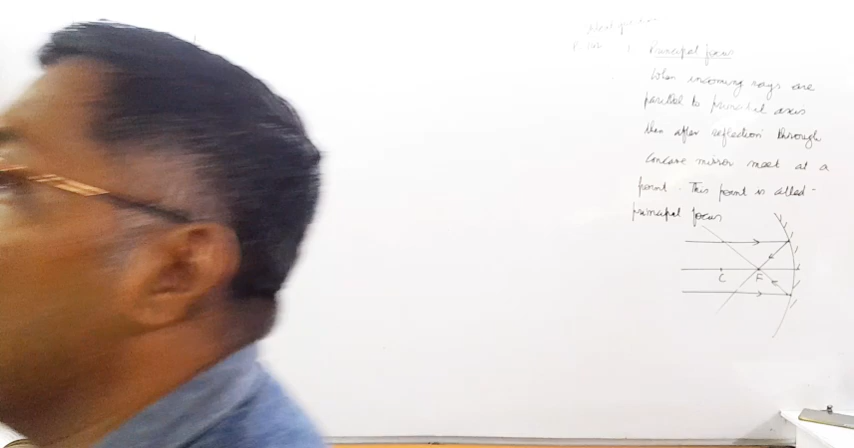 Principal focus
When incoming rays are
parallel to principal axis
then after reflection through
concave mirror meet at a
point. This point is called-
principal focus
C F